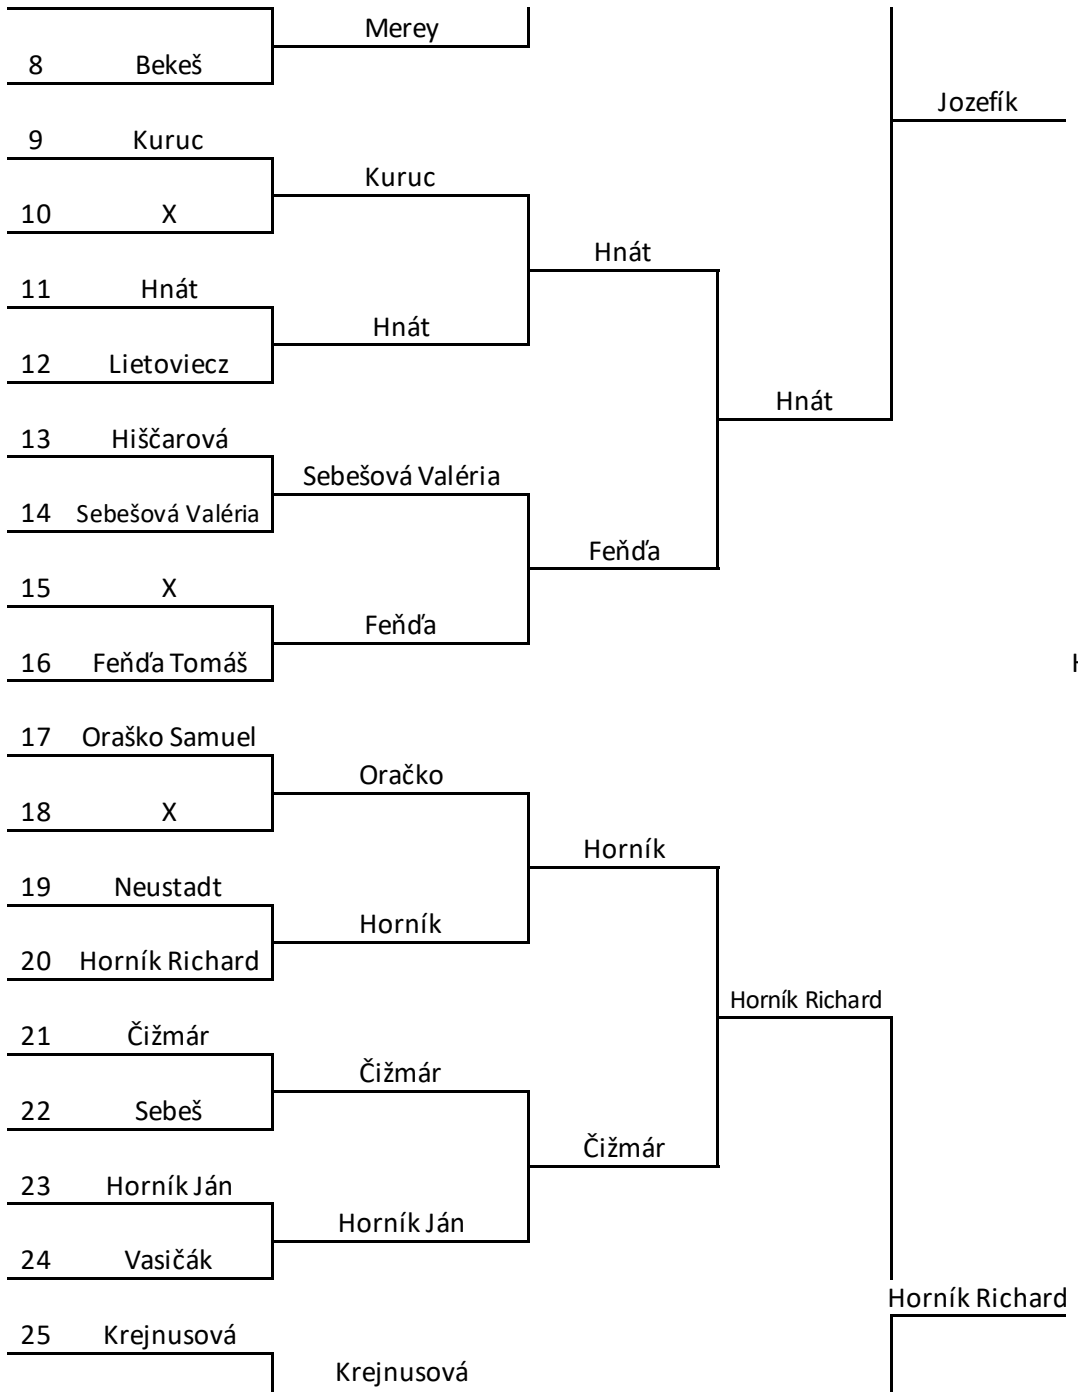 Merey
8 Bekeš
Jozefík
9 Kuruc
Kuruc
10 X
Hnát
11 Hnát
Hnát
12 Lietoviecz
Hnát
13 Hiščarová
Sebešová Valéria
14 Sebešová Valéria
Feňďa
15 X
Feňďa
16 Feňďa Tomáš
17 Oraško Samuel
Oračko
18 X
Horník
19 Neustadt
Horník
20 Horník Richard
Horník Richard
21 Čižmár
Čižmár
22 Sebeš
Čižmár
23 Horník Ján
Horník Ján
24 Vasičák
Horník Richard
25 Krejnusová
Krejnusová